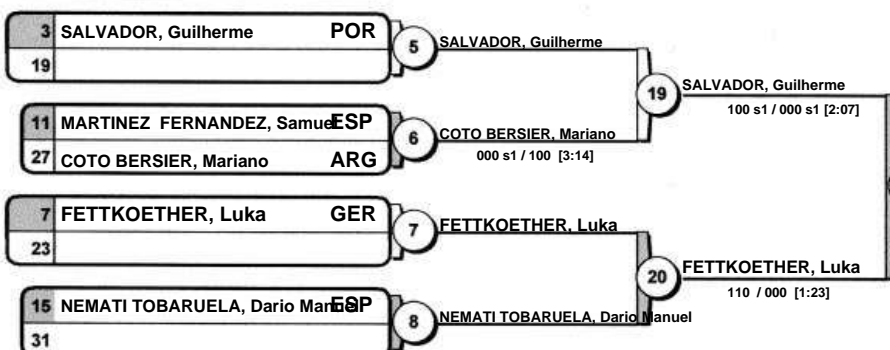 3 SALVADOR, Guilherme POR
19
5 SALVADOR, Guilherme
11 MARTINEZ FERNANDEZ, Samuel ESP
27 COTO BERSIER, Mariano ARG
6 COTO BERSIER, Mariano
000 s1 / 100 [3:14]
19 SALVADOR, Guilherme
100 s1 / 000 s1 [2:07]
7 FETTKOETHER, Luka GER
23
7 FETTKOETHER, Luka
15 NEMATI TOBARUELA, Dario Manuel ESP
31
8 NEMATI TOBARUELA, Dario Manuel
20 FETTKOETHER, Luka
110 / 000 [1:23]